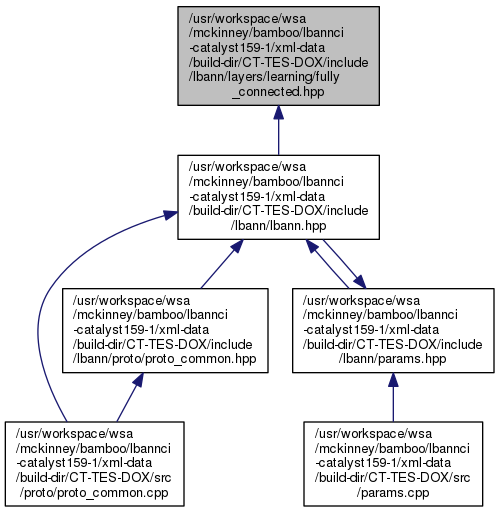 /usr/workspace/wsa
/mckinney/bamboo/lbannci
-catalyst159-1/xml-data
/build-dir/CT-TES-DOX/include
/lbann/layers/learning/fully
_connected.hpp
/usr/workspace/wsa
/mckinney/bamboo/lbannci
-catalyst159-1/xml-data
/build-dir/CT-TES-DOX/include
/lbann/lbann.hpp
/usr/workspace/wsa
/mckinney/bamboo/lbannci
-catalyst159-1/xml-data
/build-dir/CT-TES-DOX/include
/lbann/proto/proto_common.hpp
/usr/workspace/wsa
/mckinney/bamboo/lbannci
-catalyst159-1/xml-data
/build-dir/CT-TES-DOX/include
/lbann/params.hpp
/usr/workspace/wsa
/mckinney/bamboo/lbannci
-catalyst159-1/xml-data
/build-dir/CT-TES-DOX/src
/proto/proto_common.cpp
/usr/workspace/wsa
/mckinney/bamboo/lbannci
-catalyst159-1/xml-data
/build-dir/CT-TES-DOX/src
/params.cpp